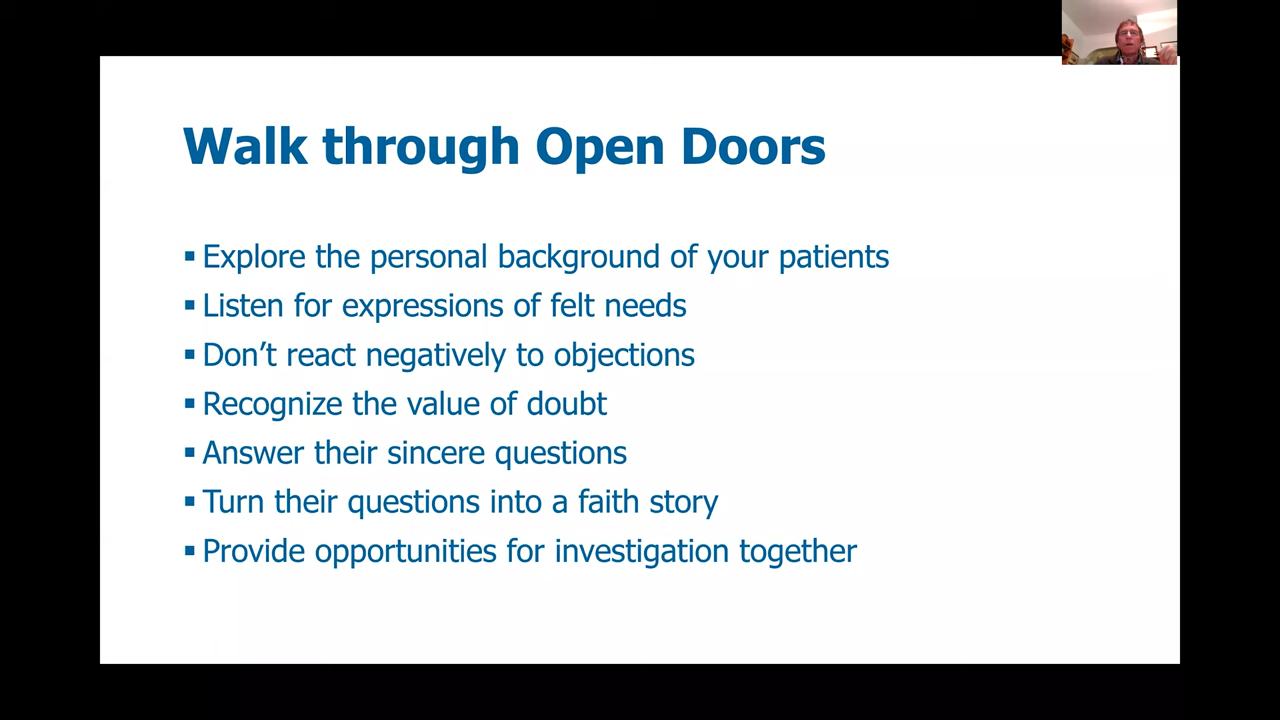 Walk through Open Doors
▪ Explore the personal background of your patients
▪ Listen for expressions of felt needs
▪ Don’t react negatively to objections
▪ Recognize the value of doubt
▪ Answer their sincere questions
▪ Turn their questions into a faith story
▪ Provide opportunities for investigation together